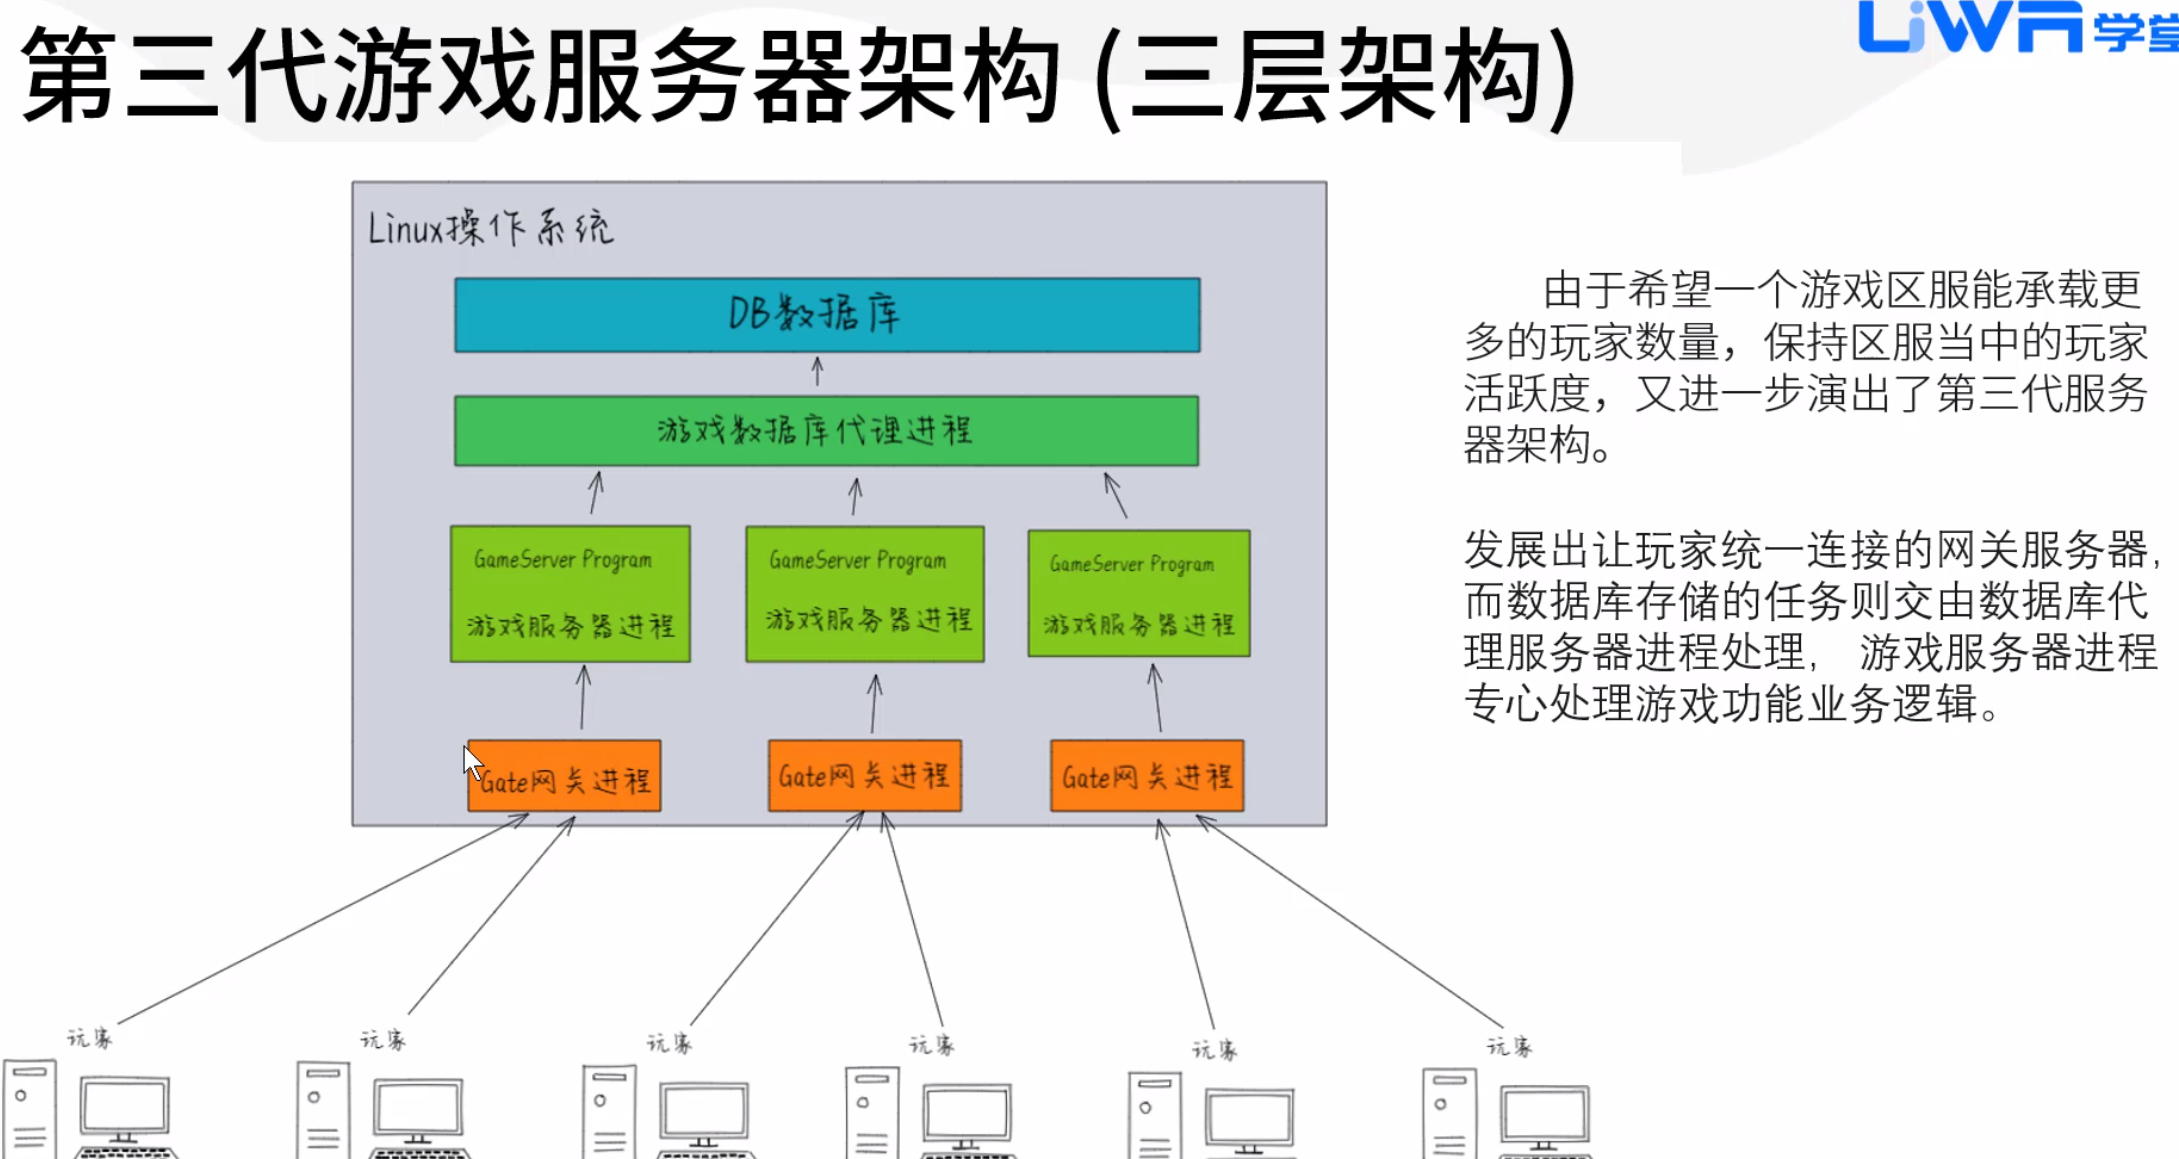 第三代游戏服务器架构 (三层架构)
LiWA学堂
Linux操作系统
DB数据库
游戏数据库代理进程
GameServer Program
游戏服务器进程
GameServer Program
游戏服务器进程
GameServer Program
游戏服务器进程
Gate网关进程
Gate网关进程
Gate网关进程
玩家
玩家
玩家
玩家
玩家
玩家
由于希望一个游戏区服能承载更
多的玩家数量，保持区服当中的玩家
活跃度，又进一步演出了第三代服务
器架构。
发展出让玩家统一连接的网关服务器,
而数据库存储的任务则交由数据库代
理服务器进程处理, 游戏服务器进程
专心处理游戏功能业务逻辑。